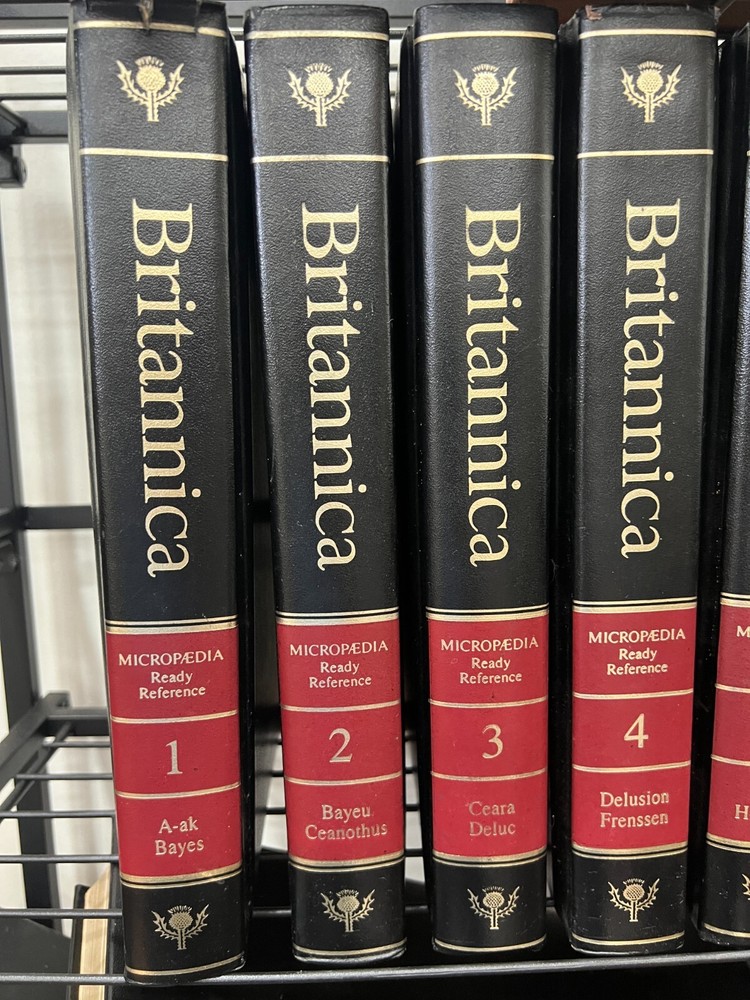 Britannica
MICROPÆDIA
Ready
Reference
1
A-ak
Bayes
Britannica
MICROPÆDIA
Ready
Reference
2
Bayeu
Ceanothus
Britannica
MICROPÆDIA
Ready
Reference
3
Ceara
Deluc
Britannica
MICROPÆDIA
Ready
Reference
4
Delusion
Frenssen